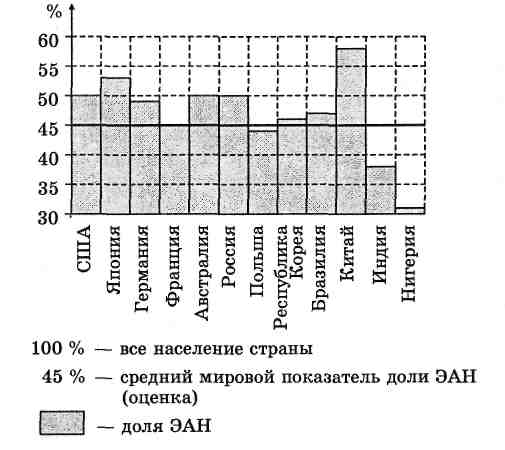 %
60
55
50
45
40
35
30
США
Япония
Германия
Франция
Австралия
Россия
Польша
Республика
Корея
Бразилия
Китай
Индия
Нигерия
100 % — все население страны
45 % — средний мировой показатель доли ЭАН
(оценка)
— доля ЭАН